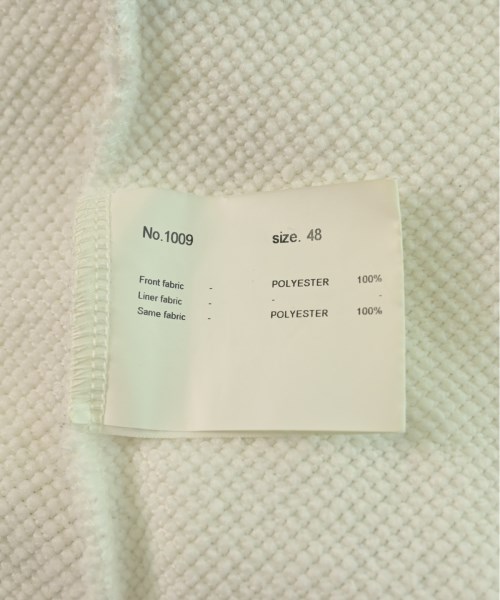 No.1009 size. 48
Front fabric - POLYESTER 100%
Liner fabric - - -
Same fabric - POLYESTER 100%